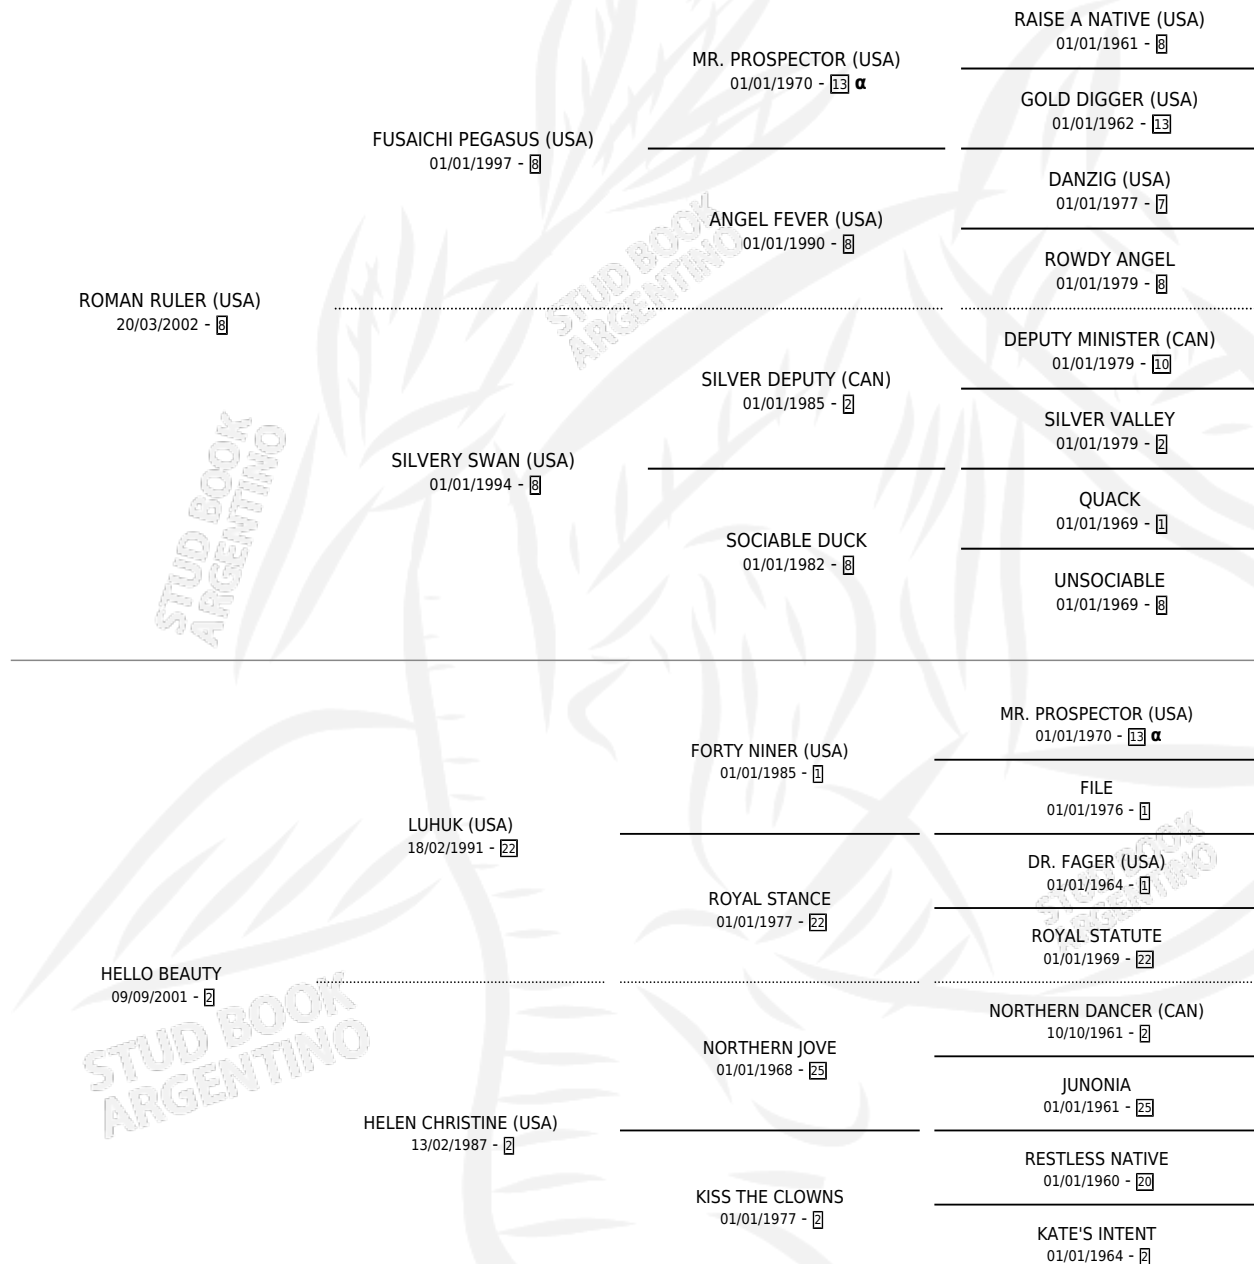 RAISE A NATIVE (USA)
01/01/1961 - 8
MR. PROSPECTOR (USA)
01/01/1970 - 13 α
GOLD DIGGER (USA)
01/01/1962 - 13
FUSAICHI PEGASUS (USA)
01/01/1997 - 8
DANZIG (USA)
01/01/1977 - 7
ANGEL FEVER (USA)
01/01/1990 - 8
ROWDY ANGEL
01/01/1979 - 8
ROMAN RULER (USA)
20/03/2002 - 8
DEPUTY MINISTER (CAN)
01/01/1979 - 10
SILVER DEPUTY (CAN)
01/01/1985 - 2
SILVER VALLEY
01/01/1979 - 2
SILVERY SWAN (USA)
01/01/1994 - 8
QUACK
01/01/1969 - 1
SOCIABLE DUCK
01/01/1982 - 8
UNSOCIABLE
01/01/1969 - 8
MR. PROSPECTOR (USA)
01/01/1970 - 13 α
FORTY NINER (USA)
01/01/1985 - 1
FILE
01/01/1976 - 1
LUHUK (USA)
18/02/1991 - 22
DR. FAGER (USA)
01/01/1964 - 1
ROYAL STANCE
01/01/1977 - 22
ROYAL STATUTE
01/01/1969 - 22
HELLO BEAUTY
09/09/2001 - 2
NORTHERN DANCER (CAN)
10/10/1961 - 2
NORTHERN JOVE
01/01/1968 - 25
JUNONIA
01/01/1961 - 25
HELEN CHRISTINE (USA)
13/02/1987 - 2
RESTLESS NATIVE
01/01/1960 - 20
KISS THE CLOWNS
01/01/1977 - 2
KATE'S INTENT
01/01/1964 - 2
STUD BOOK
ARGENTINO
STUD BOOK
ARGENTINO
STUD BOOK
ARGENTINO
STUD BOOK
ARGENTINO